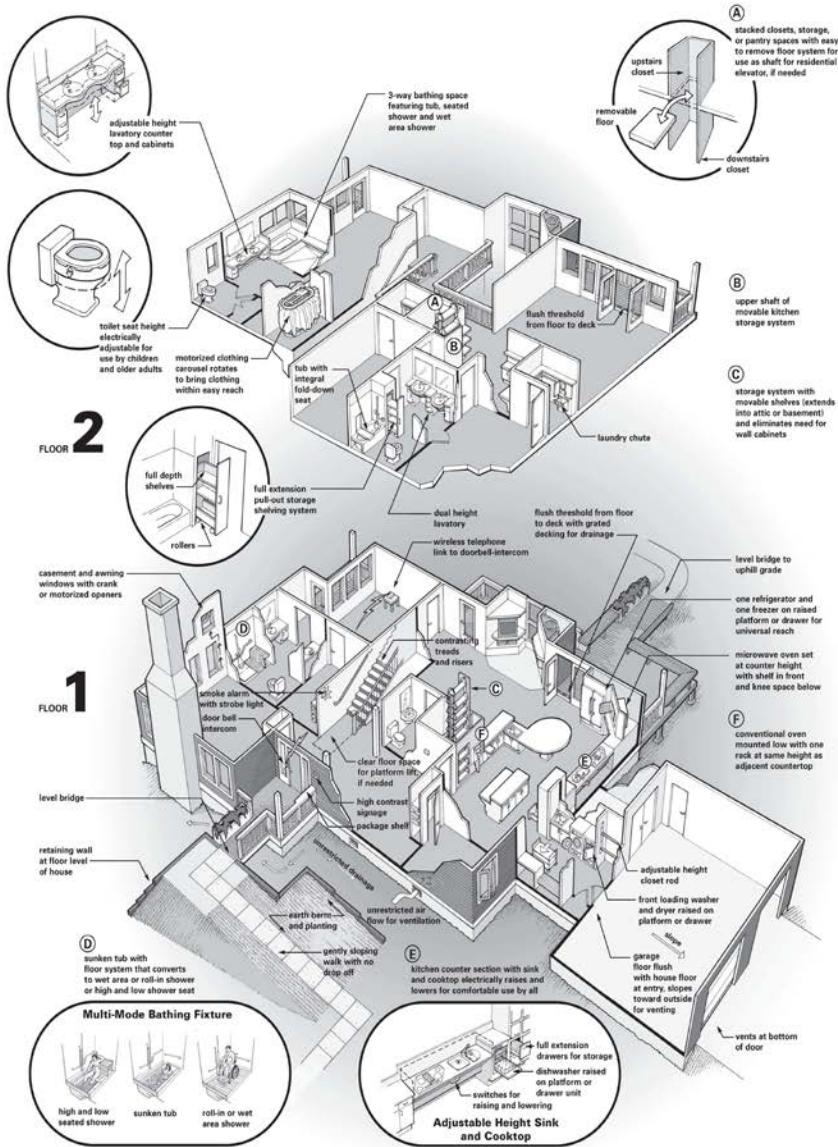 A
stacked closets, storage,
or pantry spaces with easy
to remove floor system for
use as shaft for residential
elevator, if needed
upstairs
closet
removable
floor
downstairs
closet
3-way bathing space
featuring tub, seated
shower and wet
area shower
adjustable height
lavatory counter
top and cabinets
toilet seat height
electrically
adjustable for
use by children
and older adults
motorized clothing
carousel rotates
to bring clothing
within easy reach
A
B
flush threshold
from floor to deck
B
upper shaft of
movable kitchen
storage system
tub with
integral
fold-down
seat
C
storage system with
movable shelves (extends
into attic or basement)
and eliminates need for
wall cabinets
laundry chute
FLOOR 2
full depth
shelves
rollers
full extension
pull-out storage
shelving system
dual height
lavatory
flush threshold from floor
to deck with grated
decking for drainage
wireless telephone
link to doorbell-intercom
level bridge to
uphill grade
casement and awning
windows with crank
or motorized openers
one refrigerator and
one freezer on raised
platform or drawer for
universal reach
D
contrasting
treads
and risers
microwave oven set
at counter height
with shelf in front
and knee space below
FLOOR 1
smoke alarm
with strobe light
C
door bell
intercom
F
F
conventional oven
mounted low with one
rack at same height as
adjacent countertop
clear floor space
for platform lift,
if needed
E
level bridge
high contrast
signage
package shelf
retaining wall
at floor level
of house
unrestricted drainage
adjustable height
closet rod
front loading washer
and dryer raised on
platform or drawer
earth berm
and planting
unrestricted air
flow for ventilation
slope
gently sloping
walk with no
drop off
garage
floor flush
with house floor
at entry, slopes
toward outside
for venting
D
sunken tub with
floor system that converts
to wet area or roll-in shower
or high and low shower seat
E
kitchen counter section with sink
and cooktop electrically raises and
lowers for comfortable use by all
vents at bottom
of door
Multi-Mode Bathing Fixture
high and low
seated shower
sunken tub
roll-in or wet
area shower
full extension
drawers for storage
dishwasher raised
on platform or
drawer unit
switches for
raising and lowering
Adjustable Height Sink
and Cooktop